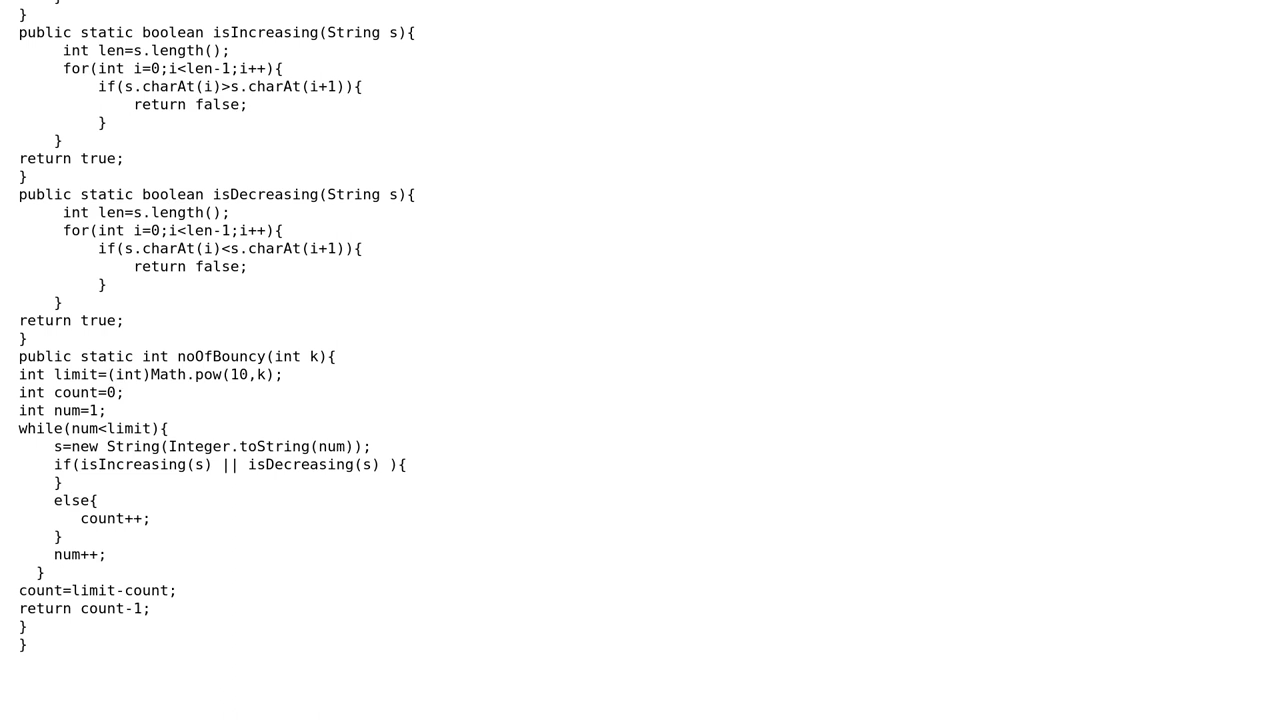 }
}
public static boolean isIncreasing(String s){
int len=s.length();
for(int i=0;i<len-1;i++){
if(s.charAt(i)>s.charAt(i+1)){
return false;
}
}
return true;
}
public static boolean isDecreasing(String s){
int len=s.length();
for(int i=0;i<len-1;i++){
if(s.charAt(i)<s.charAt(i+1)){
return false;
}
}
return true;
}
public static int noOfBouncy(int k){
int limit=(int)Math.pow(10,k);
int count=0;
int num=1;
while(num<limit){
s=new String(Integer.toString(num));
if(isIncreasing(s) || isDecreasing(s) ){
}
else{
count++;
}
num++;
}
count=limit-count;
return count-1;
}
}